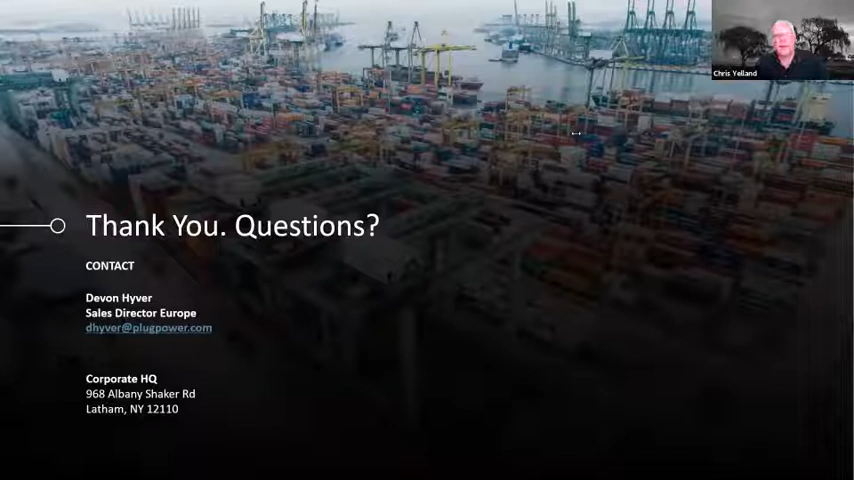 Chris Yelland
Thank You. Questions?
CONTACT
Devon Hyver
Sales Director Europe
dhyver@plugpower.com
Corporate HQ
968 Albany Shaker Rd
Latham, NY 12110